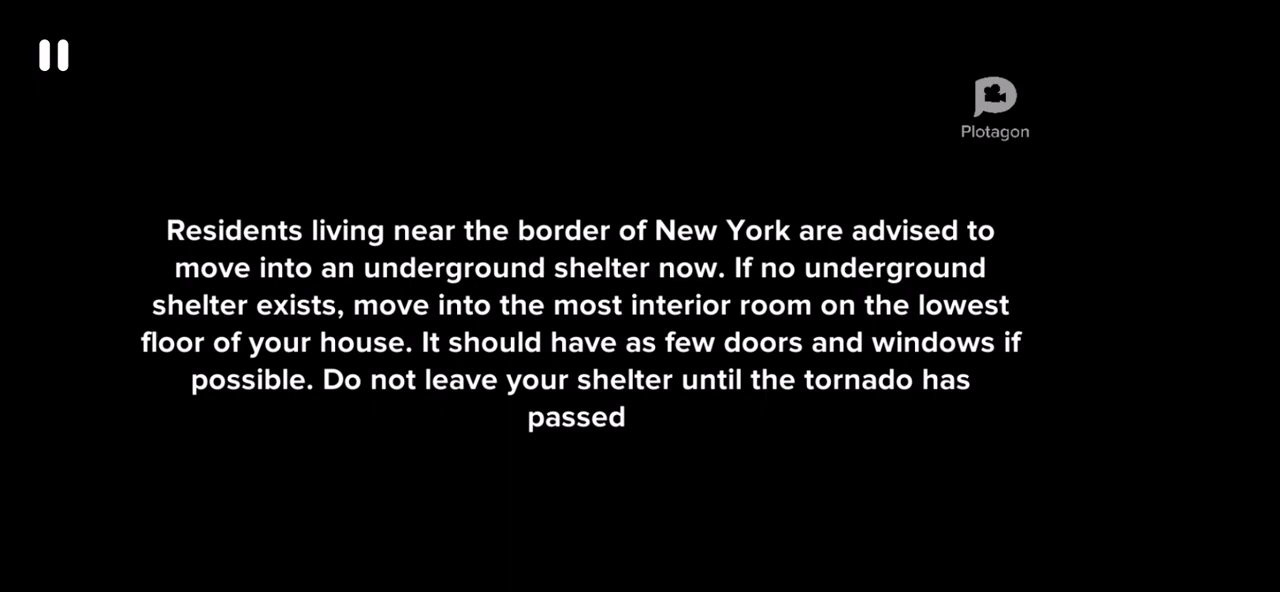 Plotagon
Residents living near the border of New York are advised to
move into an underground shelter now. If no underground
shelter exists, move into the most interior room on the lowest
floor of your house. It should have as few doors and windows if
possible. Do not leave your shelter until the tornado has
passed